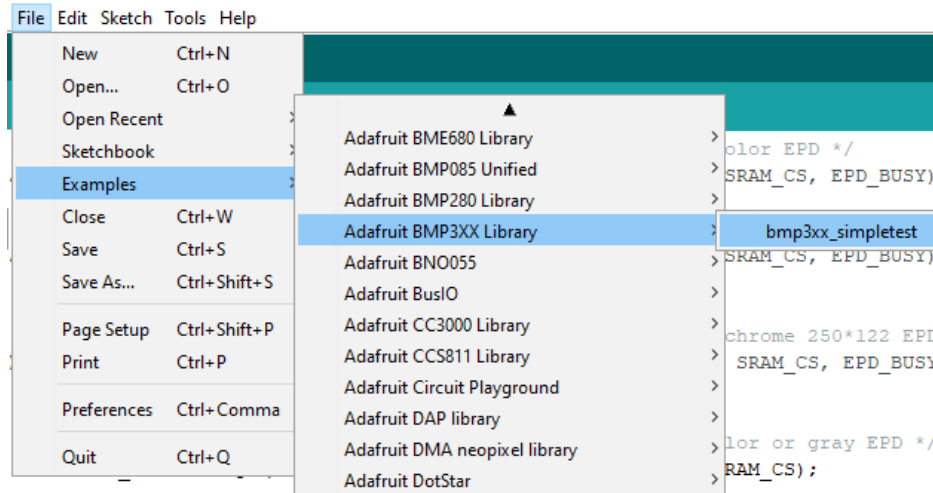 File Edit Sketch Tools Help
New Ctrl+N
Open... Ctrl+O
Open Recent
Sketchbook
Examples
Close Ctrl+W
Save Ctrl+S
Save As... Ctrl+Shift+S
Page Setup Ctrl+Shift+P
Print Ctrl+P
Preferences Ctrl+Comma
Quit Ctrl+Q
Adafruit BME680 Library
Adafruit BMP085 Unified
Adafruit BMP280 Library
Adafruit BMP3XX Library
Adafruit BNO055
Adafruit BusIO
Adafruit CC3000 Library
Adafruit CCS811 Library
Adafruit Circuit Playground
Adafruit DAP library
Adafruit DMA neopixel library
Adafruit DotStar
bmp3xx_simpletest
olor EPD */
SRAM_CS, EPD_BUSY)
SRAM_CS, EPD_BUSY)
chrome 250*122 EPD
SRAM_CS, EPD_BUSY
lor or gray EPD */
RAM_CS);